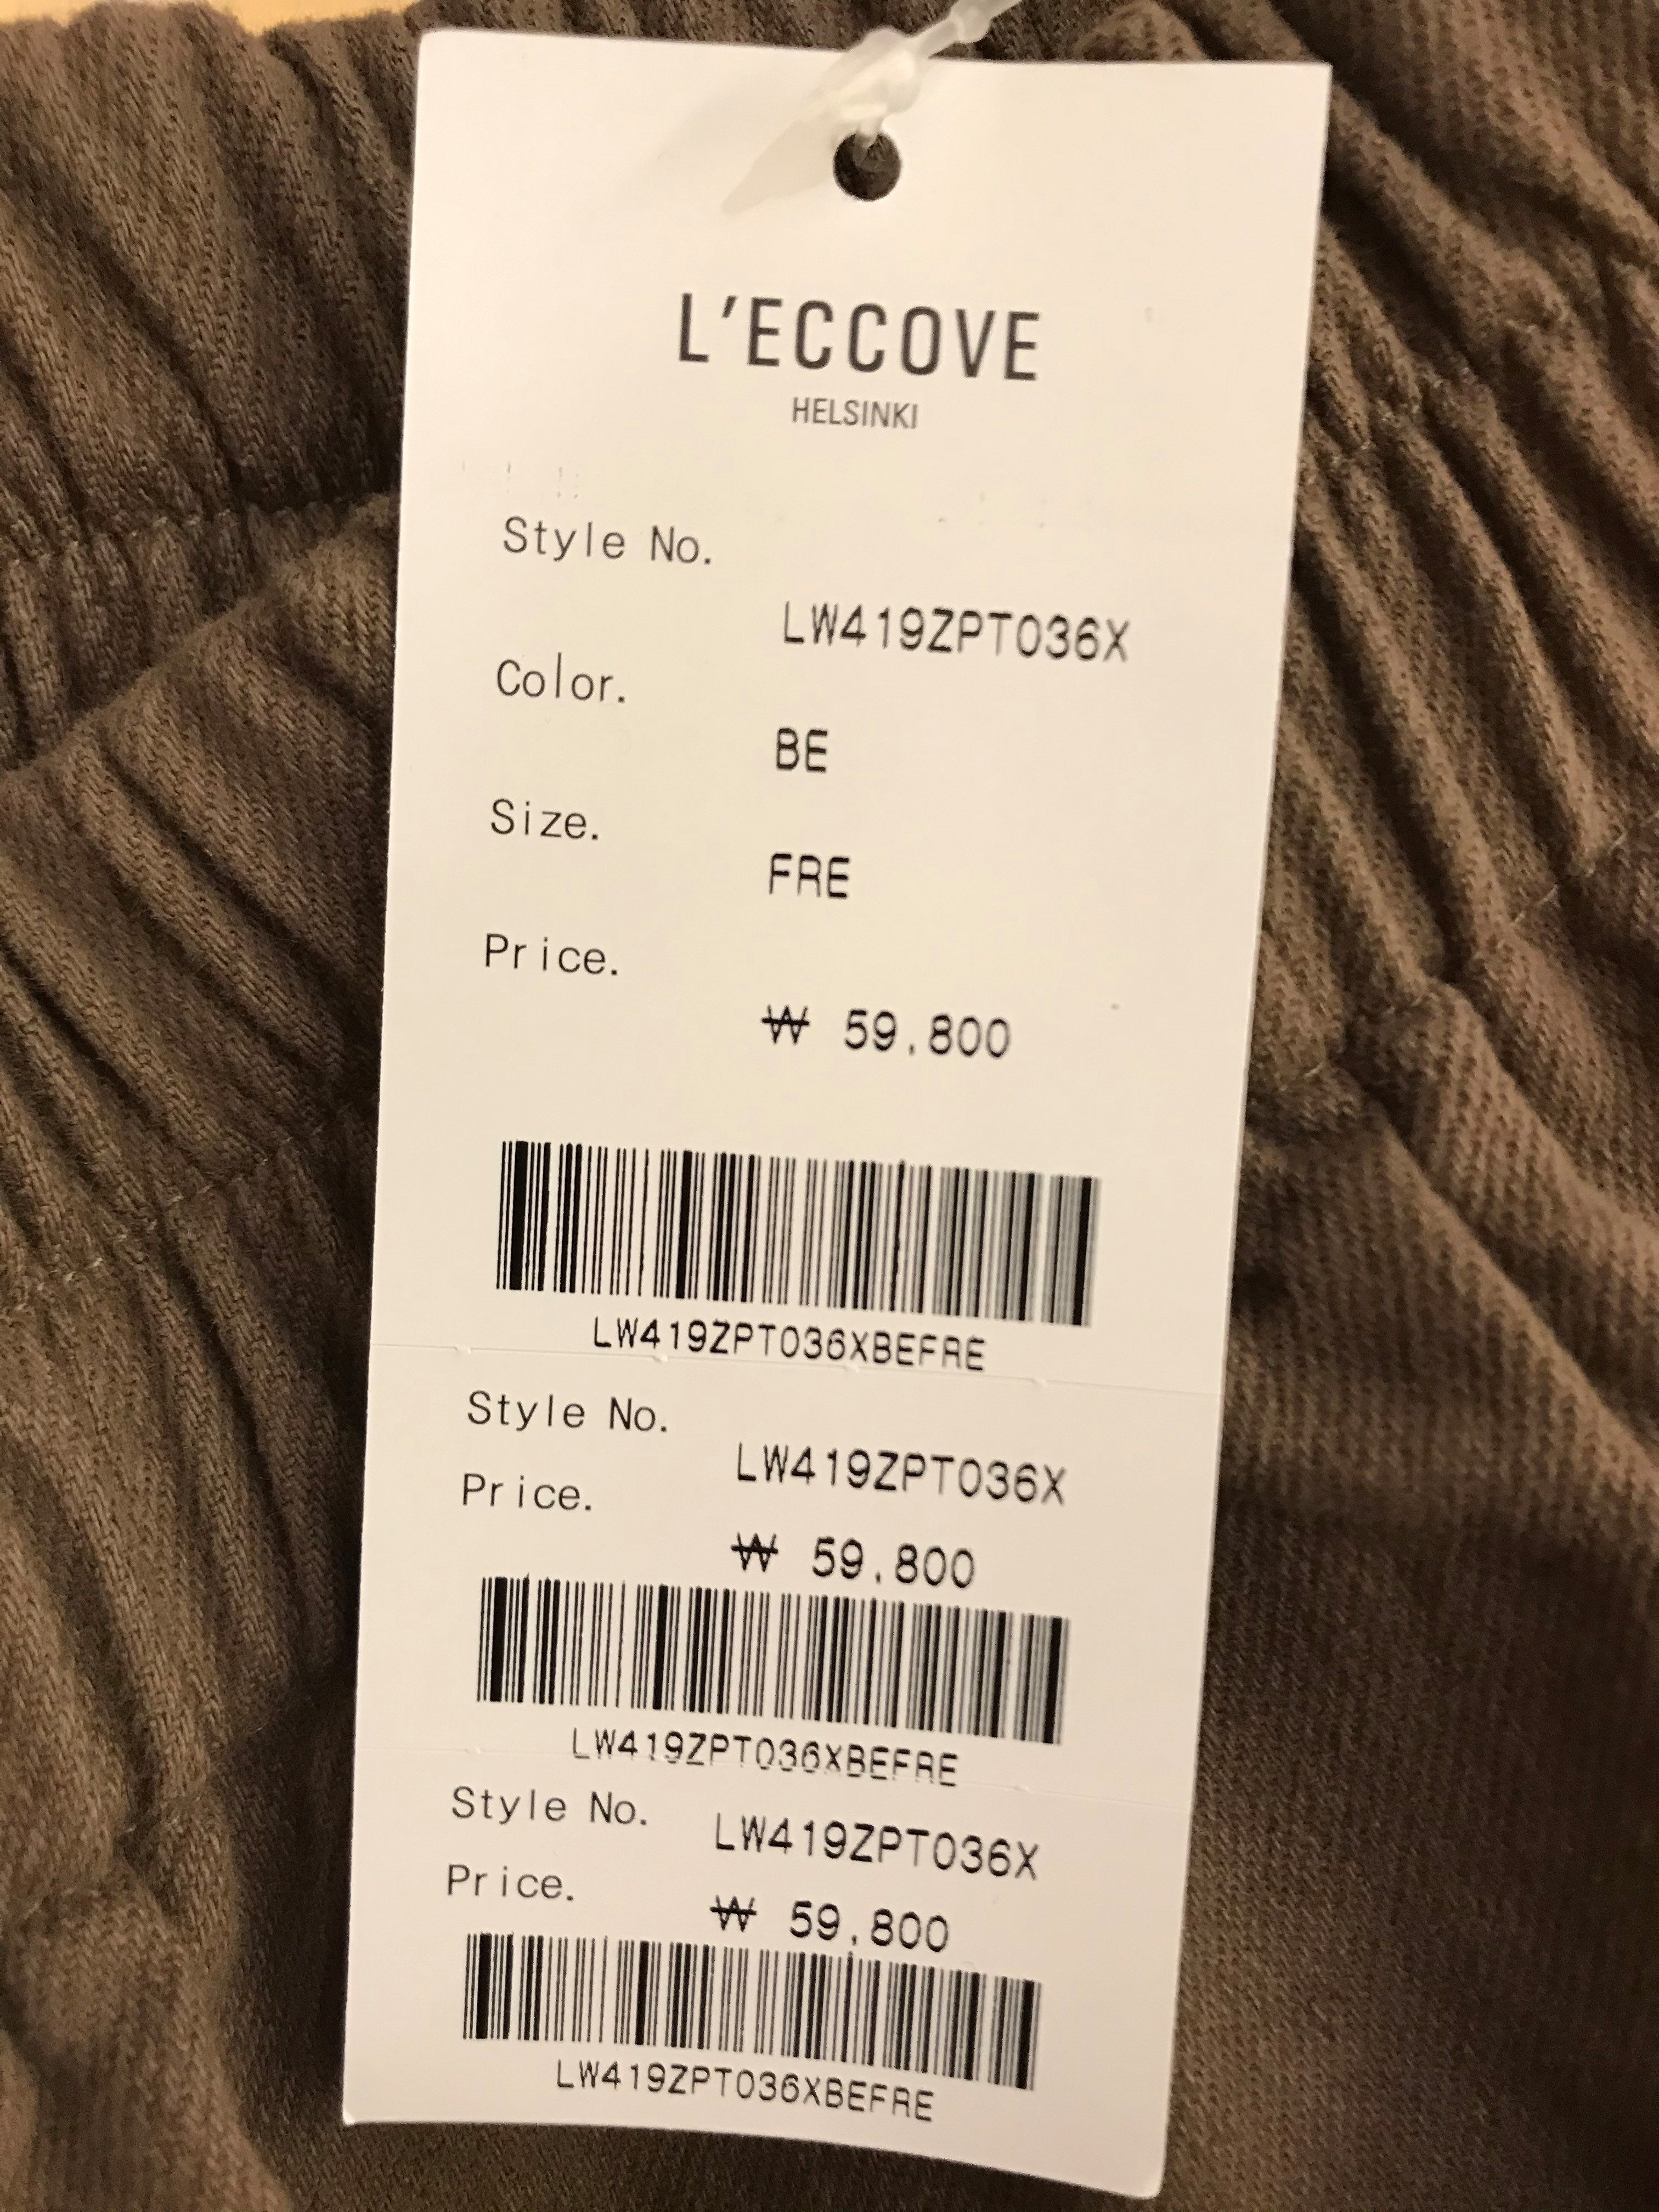 L'ECCOVE
HELSINKI
Style No.
LW419ZPT036X
Color.
BE
Size.
FRE
Price.
₩ 59,800
LW419ZPT036XBEFRE
Style No.
LW419ZPT036X
Price.
₩ 59,800
LW419ZPT036XBEFRE
Style No. LW419ZPT036X
Price.
₩ 59,800
LW419ZPT036XBEFRE